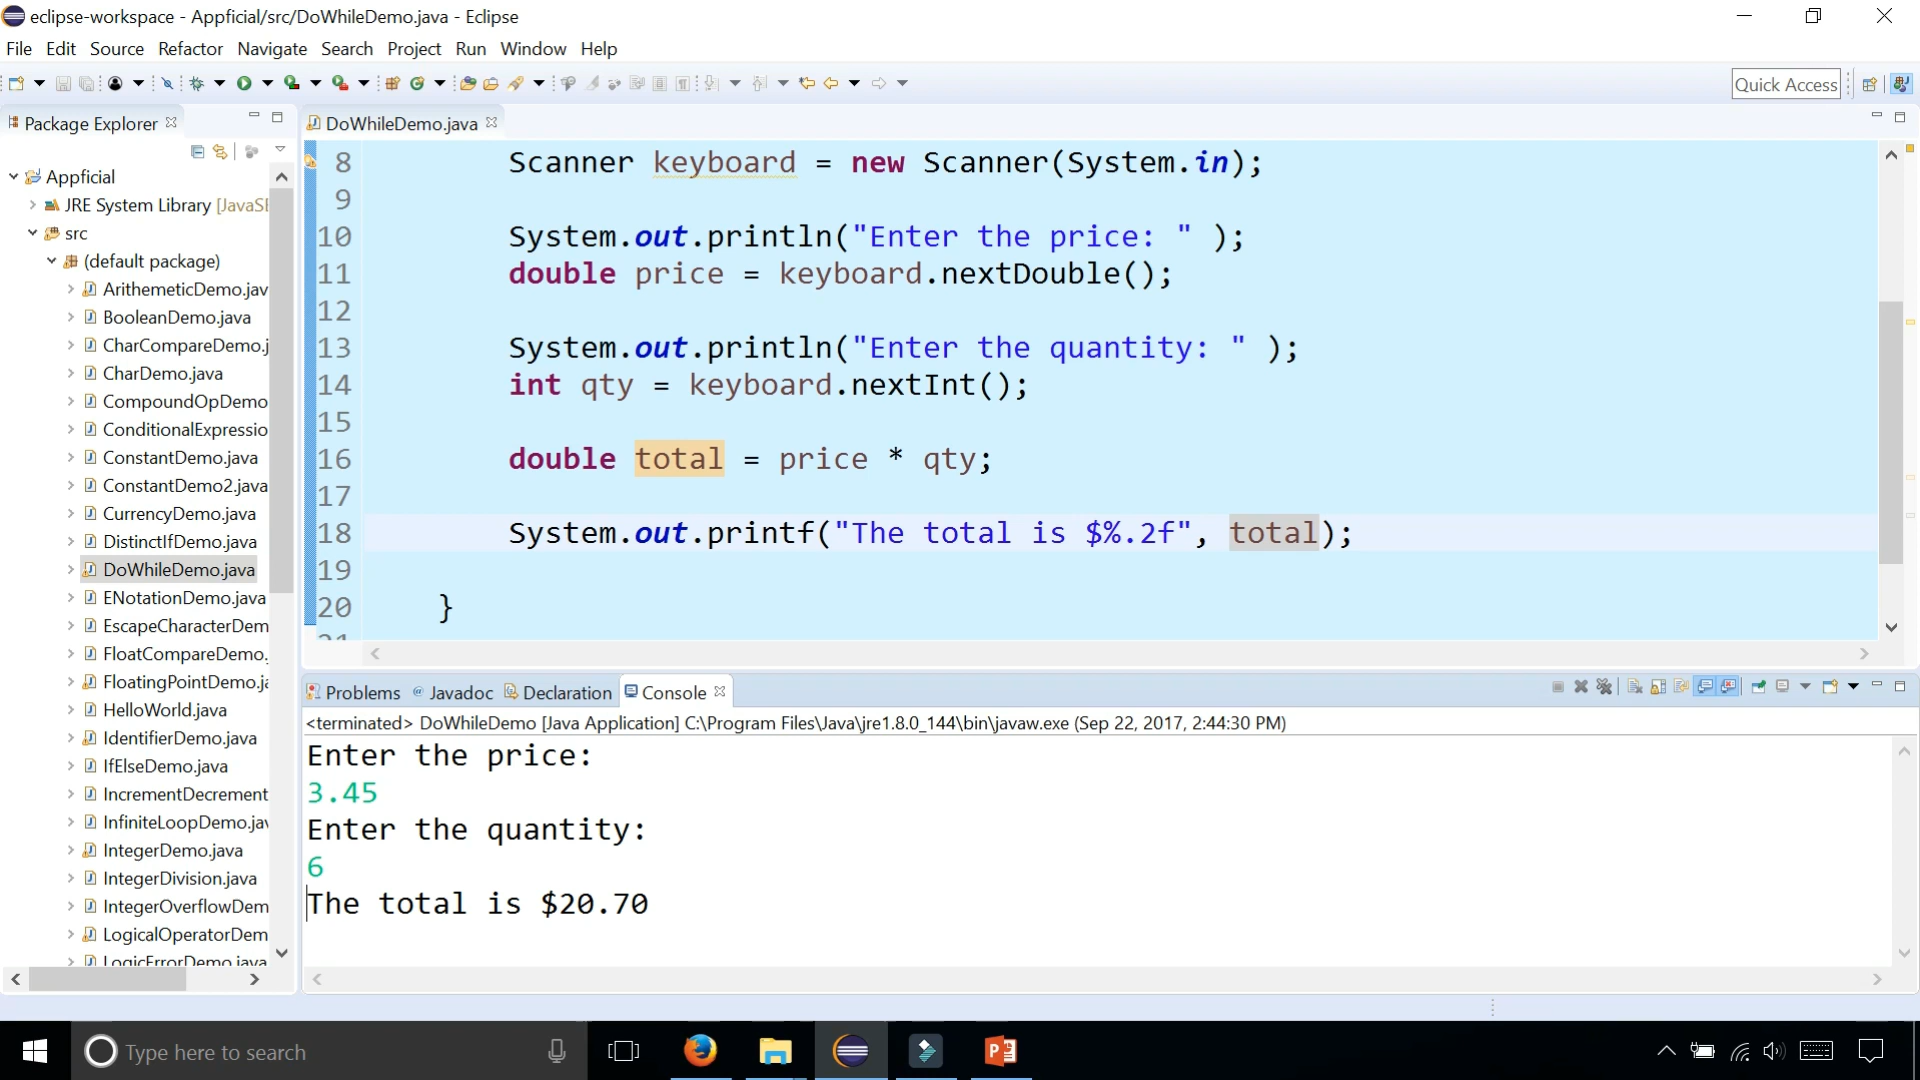 eclipse-workspace - Appficial/src/DoWhileDemo.java - Eclipse
File Edit Source Refactor Navigate Search Project Run Window Help
Quick Access
Package Explorer
DoWhileDemo.java
Appficial
JRE System Library [JavaSE
src
(default package)
ArithemeticDemo.jav
BooleanDemo.java
CharCompareDemo.j
CharDemo.java
CompoundOpDemo
ConditionalExpressio
ConstantDemo.java
ConstantDemo2.java
CurrencyDemo.java
DistinctIfDemo.java
DoWhileDemo.java
ENotationDemo.java
EscapeCharacterDem
FloatCompareDemo.
FloatingPointDemo.ja
HelloWorld.java
IdentifierDemo.java
IfElseDemo.java
IncrementDecrement
InfiniteLoopDemo.jav
IntegerDemo.java
IntegerDivision.java
IntegerOverflowDem
LogicalOperatorDem
LogicErrorDemo.java
8 Scanner keyboard = new Scanner(System.in);
9
10 System.out.println("Enter the price: " );
11 double price = keyboard.nextDouble();
12
13 System.out.println("Enter the quantity: " );
14 int qty = keyboard.nextInt();
15
16 double total = price * qty;
17
18 System.out.printf("The total is $%.2f", total);
19
20 }
21
Problems @ Javadoc Declaration Console
<terminated> DoWhileDemo [Java Application] C:\Program Files\Java\jre1.8.0_144\bin\javaw.exe (Sep 22, 2017, 2:44:30 PM)
Enter the price:
3.45
Enter the quantity:
6
The total is $20.70
Type here to search